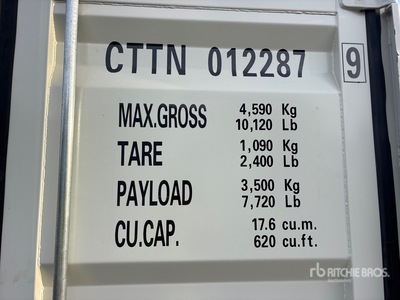 CTTN 012287 9
MAX.GROSS 4,590 Kg
10,120 Lb
TARE 1,090 Kg
2,400 Lb
PAYLOAD 3,500 Kg
7,720 Lb
CU.CAP. 17.6 cu.m.
620 cu.ft.
rb RITCHIE BROS.